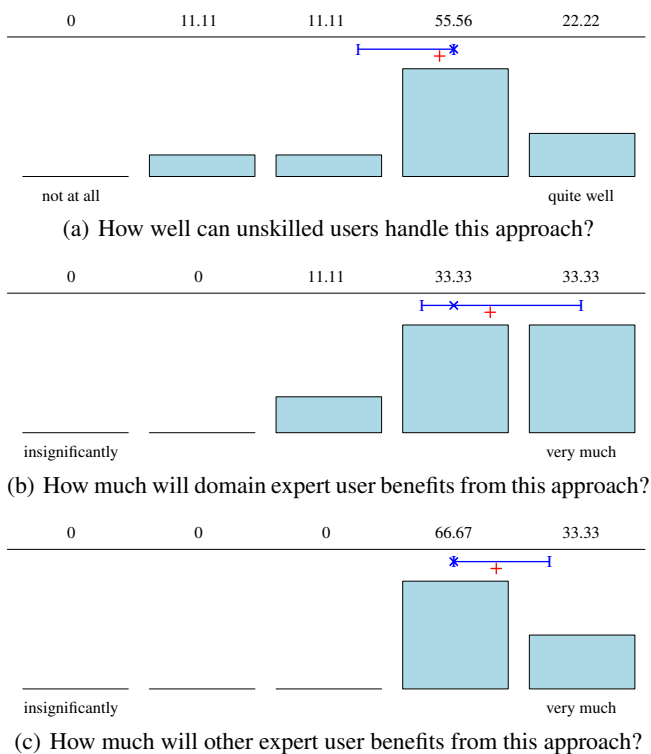 0 11.11 11.11 55.56 22.22
not at all quite well
(a) How well can unskilled users handle this approach?
0 0 11.11 33.33 33.33
insignificantly very much
(b) How much will domain expert user benefits from this approach?
0 0 0 66.67 33.33
insignificantly very much
(c) How much will other expert user benefits from this approach?